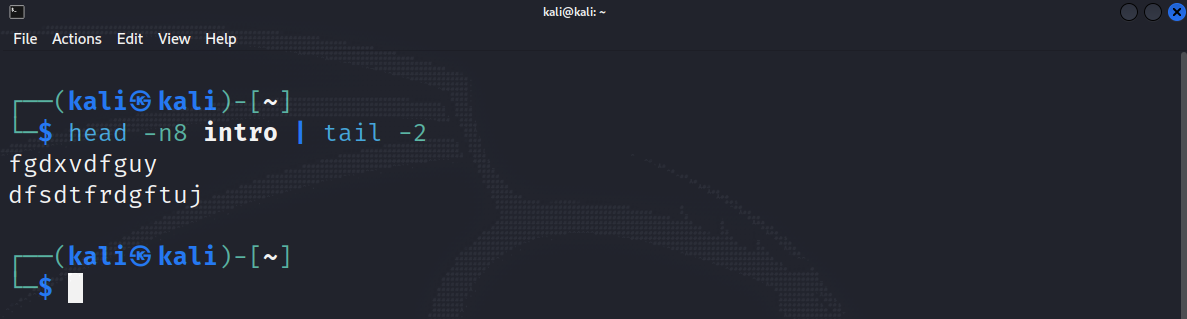 kali@kali: ~
File Actions Edit View Help
┌──(kali㉿kali)-[~]
└─$ head -n8 intro | tail -2
fgdxvdfguy
dfsdtfrdgftuj
┌──(kali㉿kali)-[~]
└─$